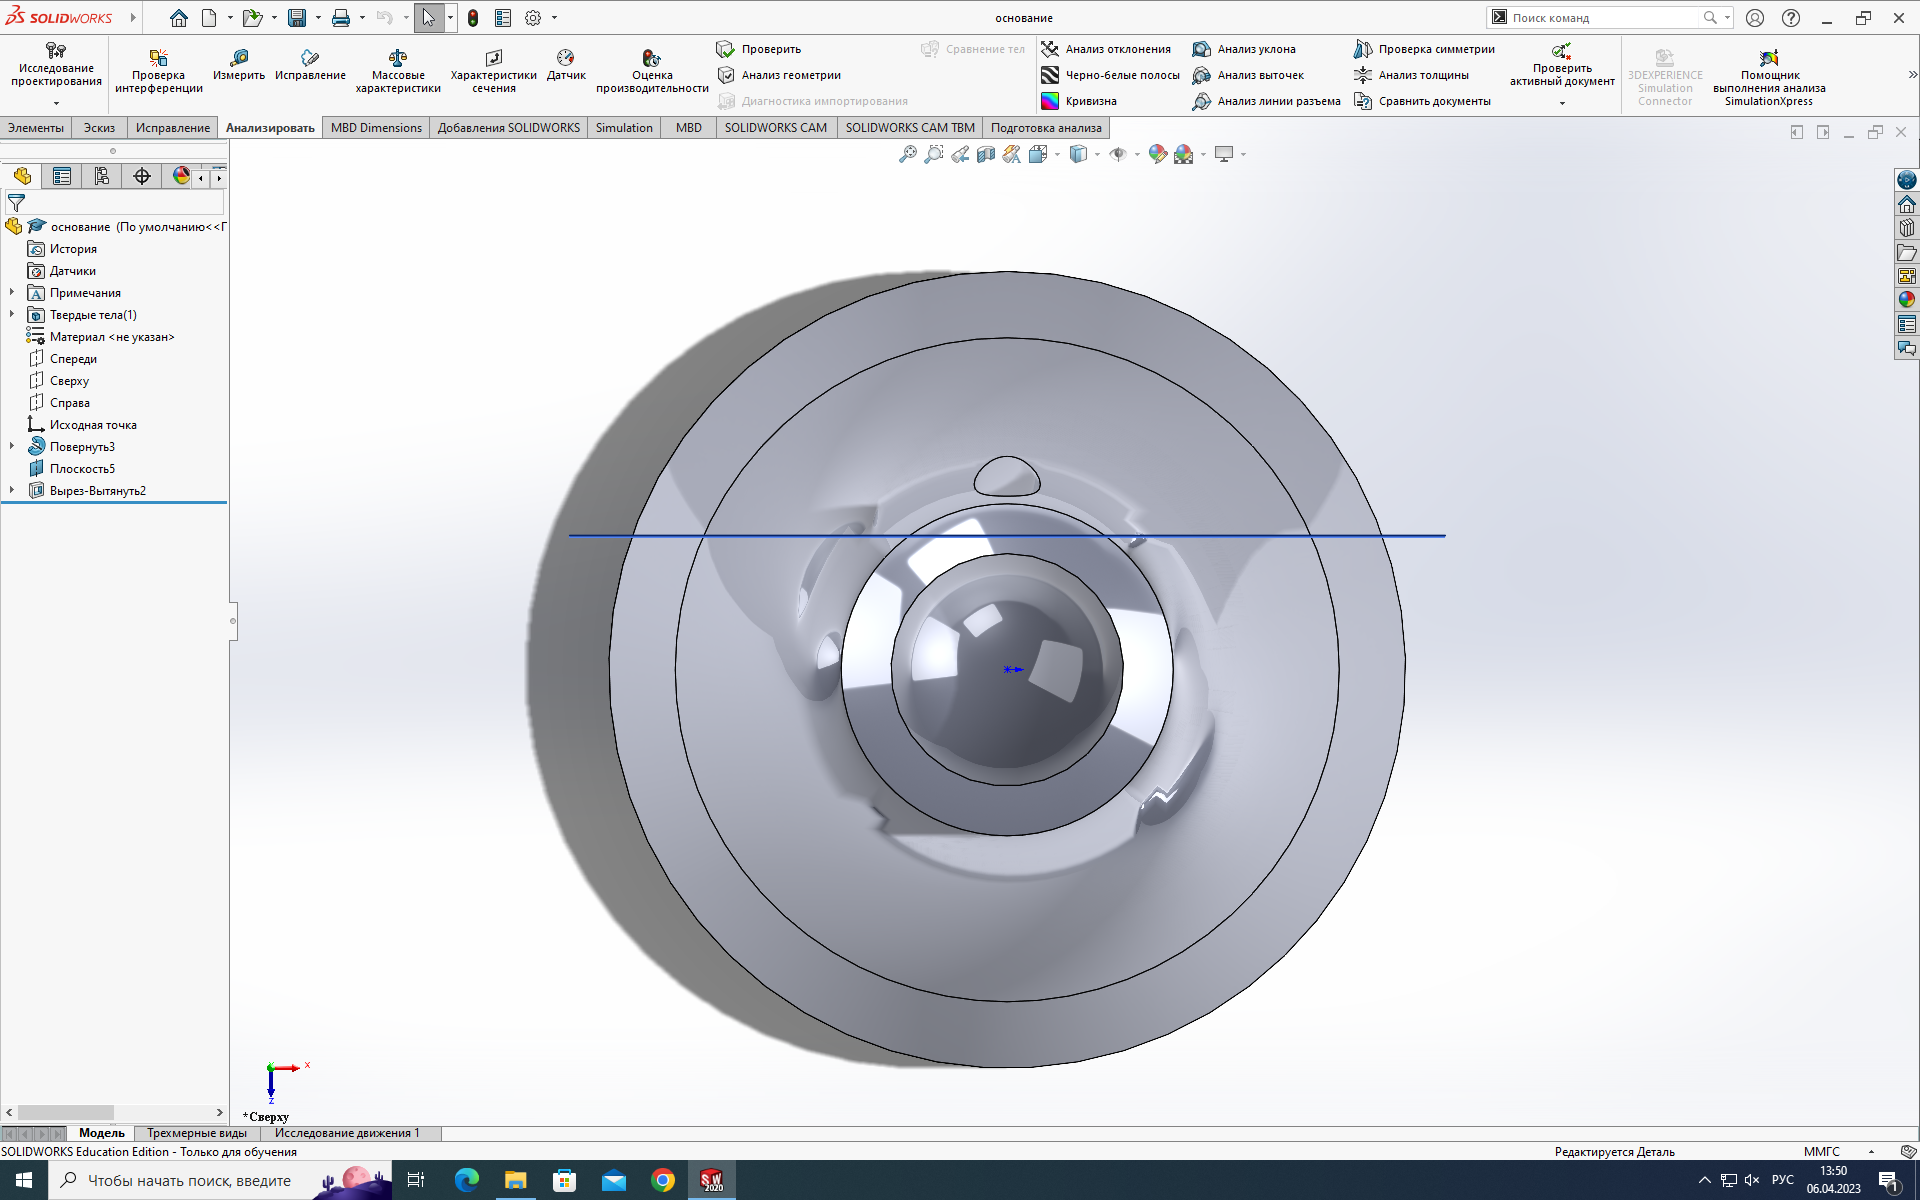 SOLIDWORKS
основание
Поиск команд
Исследование проектирования
Проверка интерференции
Измерить
Исправление
Массовые характеристики
Характеристики сечения
Датчик
Оценка производительности
Проверить
Анализ геометрии
Диагностика импортирования
Сравнение тел
Анализ отклонения
Черно-белые полосы
Кривизна
Анализ уклона
Анализ выточек
Анализ линии разъема
Проверка симметрии
Анализ толщины
Сравнить документы
Проверить активный документ
3DEXPERIENCE Simulation Connector
Помощник выполнения анализа SimulationXpress
Элементы
Эскиз
Исправление
Анализировать
MBD Dimensions
Добавления SOLIDWORKS
Simulation
MBD
SOLIDWORKS CAM
SOLIDWORKS CAM TBM
Подготовка анализа
основание (По умолчанию<<Г
История
Датчики
Примечания
Твердые тела(1)
Материал <не указан>
Спереди
Сверху
Справа
Исходная точка
Повернуть3
Плоскость5
Вырез-Вытянуть2
x
z
*Сверху
Модель
Трехмерные виды
Исследование движения 1
SOLIDWORKS Education Edition - Только для обучения
Редактируется Деталь
ММГС
Чтобы начать поиск, введите
SW
2020
РУС
13:50
06.04.2023
1